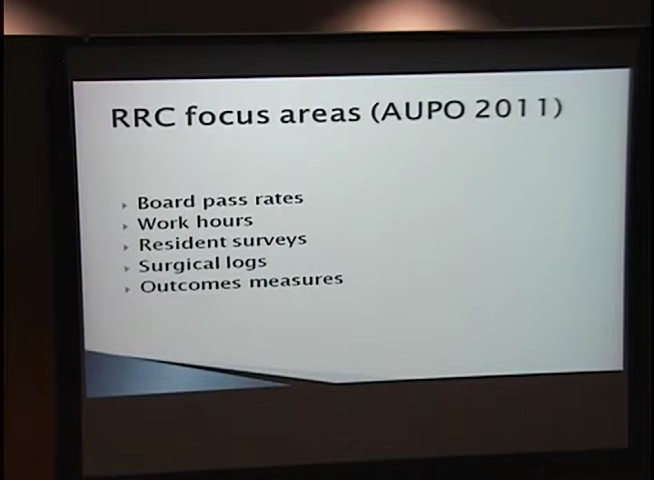 RRC focus areas (AUPO 2011)
Board pass rates
Work hours
Resident surveys
Surgical logs
Outcomes measures